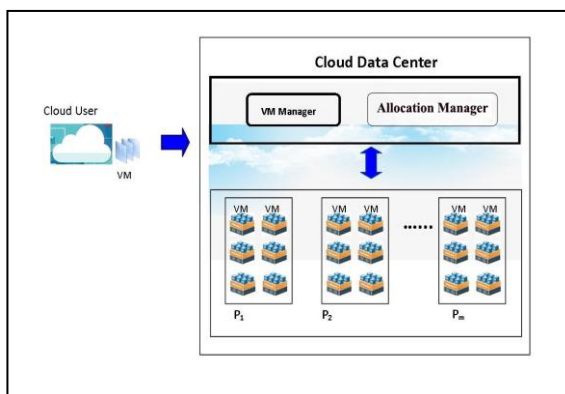 Cloud Data Center
VM Manager
Allocation Manager
Cloud User
VM
VM VM
VM VM
......
VM VM
P1
P2
Pm